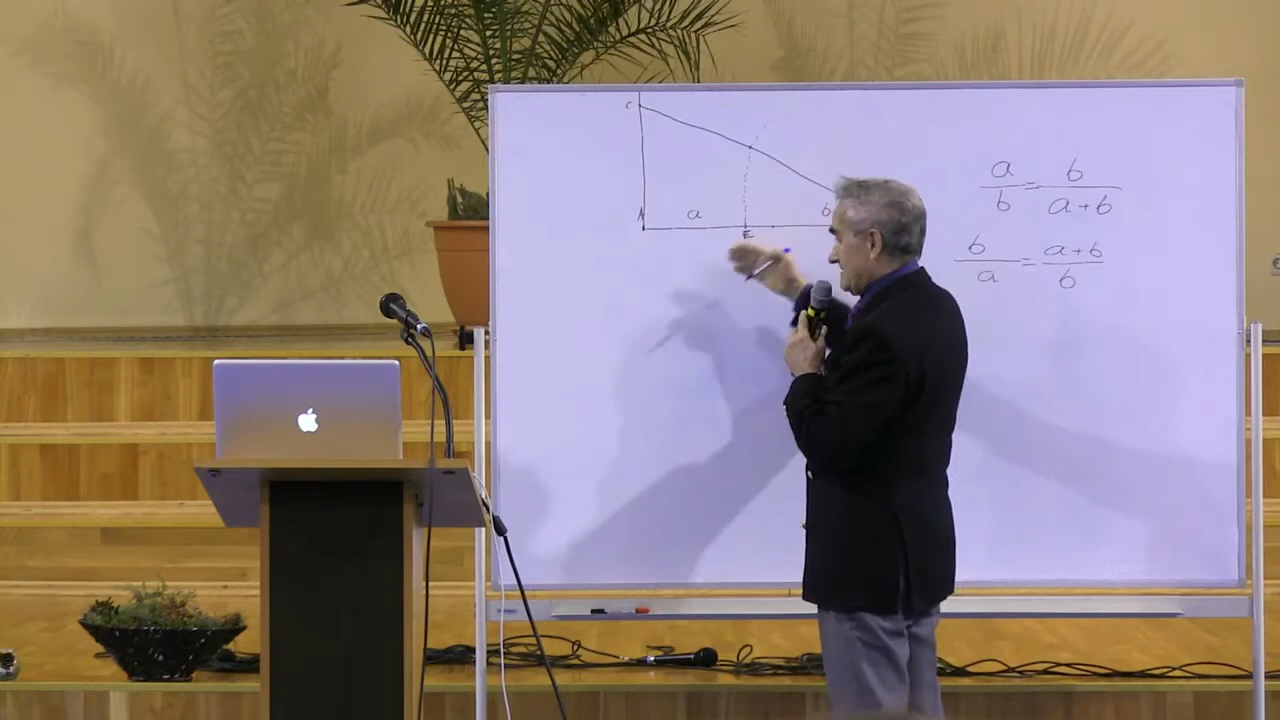 C
A a E b
a/b = b/(a+b)
b/a = (a+b)/b